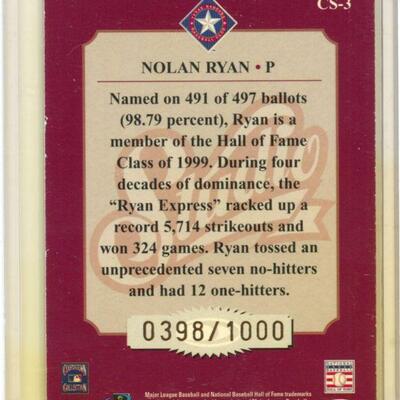 CS-3
NOLAN RYAN • P
Named on 491 of 497 ballots
(98.79 percent), Ryan is a
member of the Hall of Fame
Class of 1999. During four
decades of dominance, the
“Ryan Express” racked up a
record 5,714 strikeouts and
won 324 games. Ryan tossed an
unprecedented seven no-hitters
and had 12 one-hitters.
Studio
0398/1000
COOPERSTOWN
COLLECTION
Major League Baseball and National Baseball Hall of Fame trademarks